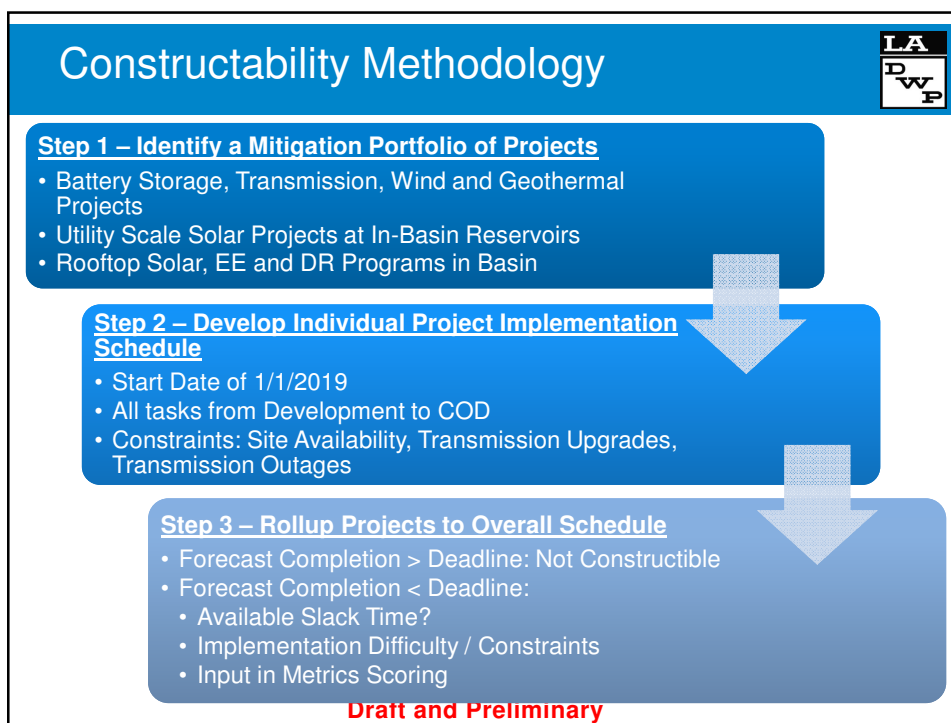 Constructability Methodology
LA
D
W
P
Step 1 – Identify a Mitigation Portfolio of Projects
• Battery Storage, Transmission, Wind and Geothermal
Projects
• Utility Scale Solar Projects at In-Basin Reservoirs
• Rooftop Solar, EE and DR Programs in Basin
Step 2 – Develop Individual Project Implementation
Schedule
• Start Date of 1/1/2019
• All tasks from Development to COD
• Constraints: Site Availability, Transmission Upgrades,
Transmission Outages
Step 3 – Rollup Projects to Overall Schedule
• Forecast Completion > Deadline: Not Constructible
• Forecast Completion < Deadline:
• Available Slack Time?
• Implementation Difficulty / Constraints
• Input in Metrics Scoring
Draft and Preliminary